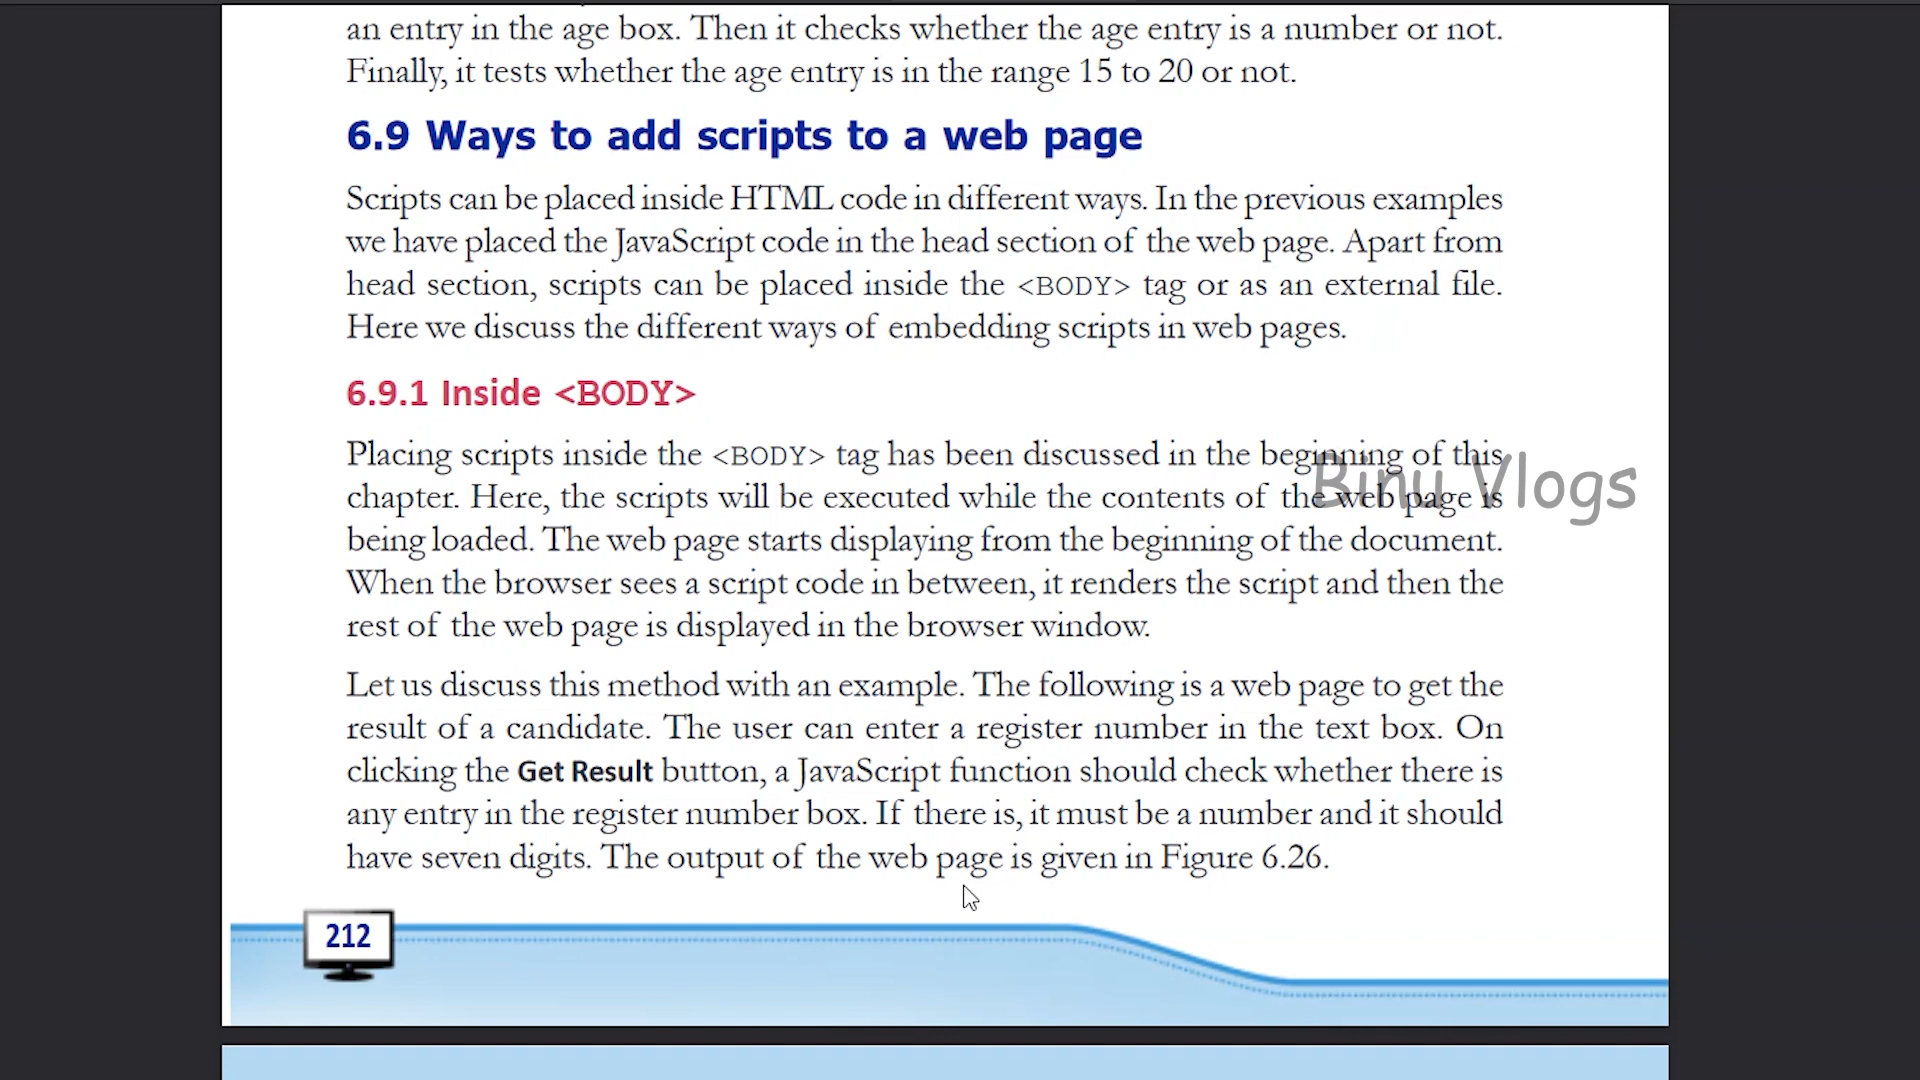 an entry in the age box. Then it checks whether the age entry is a number or not.
Finally, it tests whether the age entry is in the range 15 to 20 or not.
6.9 Ways to add scripts to a web page
Scripts can be placed inside HTML code in different ways. In the previous examples
we have placed the JavaScript code in the head section of the web page. Apart from
head section, scripts can be placed inside the <BODY> tag or as an external file.
Here we discuss the different ways of embedding scripts in web pages.
6.9.1 Inside <BODY>
Placing scripts inside the <BODY> tag has been discussed in the beginning of this
chapter. Here, the scripts will be executed while the contents of the web page is
Binu Vlogs
being loaded. The web page starts displaying from the beginning of the document.
When the browser sees a script code in between, it renders the script and then the
rest of the web page is displayed in the browser window.
Let us discuss this method with an example. The following is a web page to get the
result of a candidate. The user can enter a register number in the text box. On
clicking the Get Result button, a JavaScript function should check whether there is
any entry in the register number box. If there is, it must be a number and it should
have seven digits. The output of the web page is given in Figure 6.26.
212